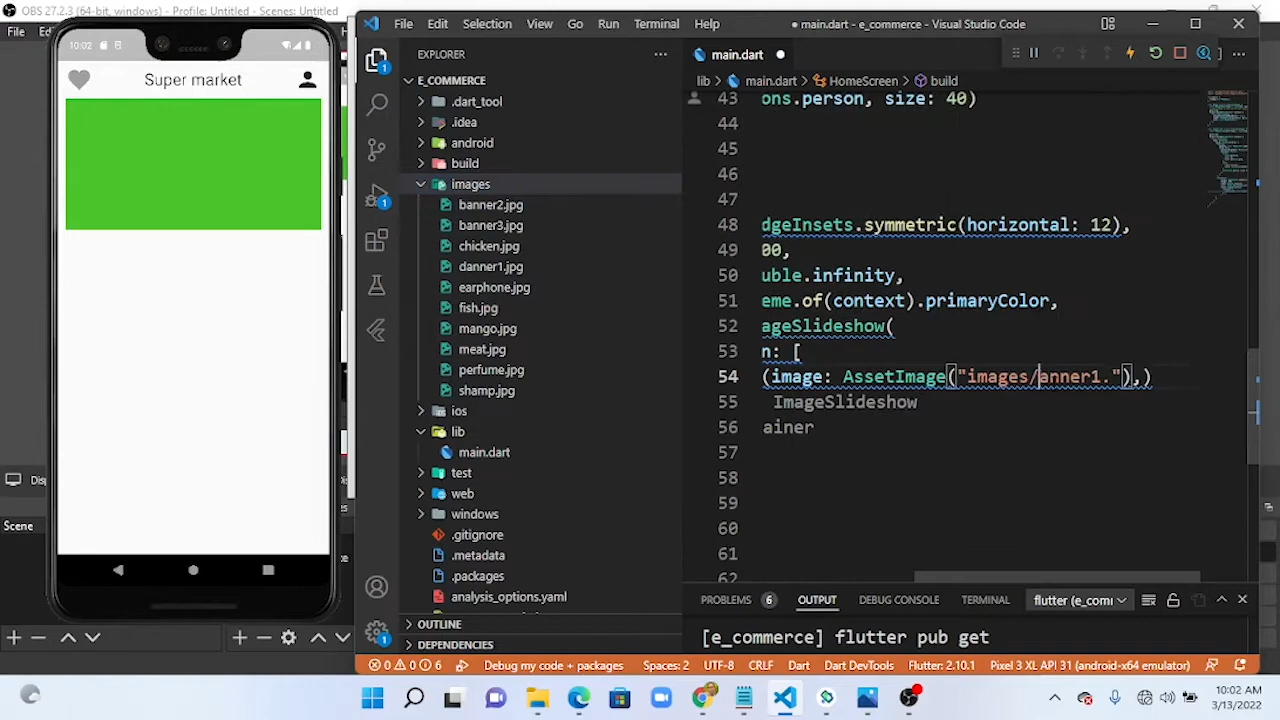 OBS 27.2.3 (64-bit, windows) - Profile: Untitled - Scenes: Untitled
File
10:02
Super market
Scene
File Edit Selection View Go Run Terminal Help
● main.dart - e_commerce - Visual Studio Code
EXPLORER
E_COMMERCE
.dart_tool
.idea
android
build
images
banner2.jpg
banner3.jpg
chicken.jpg
danner1.jpg
earphone.jpg
fish.jpg
mango.jpg
meat.jpg
perfume.jpg
shamp.jpg
ios
lib
main.dart
test
web
windows
.gitignore
.metadata
.packages
analysis_options.yaml
OUTLINE
DEPENDENCIES
1
1
1
main.dart
lib > main.dart > HomeScreen > build
43 ons.person, size: 40)
44
45
46
47
48 dgeInsets.symmetric(horizontal: 12),
49 00,
50 uble.infinity,
51 eme.of(context).primaryColor,
52 ageSlideshow(
53 n: [
54 (image: AssetImage("images/anner1."),)
55 ImageSlideshow
56 ainer
57
58
59
60
61
62
PROBLEMS 6 OUTPUT DEBUG CONSOLE TERMINAL flutter (e_comm
[e_commerce] flutter pub get
0 0 6 Debug my code + packages Spaces: 2 UTF-8 CRLF Dart Dart DevTools Flutter: 2.10.1 Pixel 3 XL API 31 (android-x64 emulator)
10:02 AM
3/13/2022